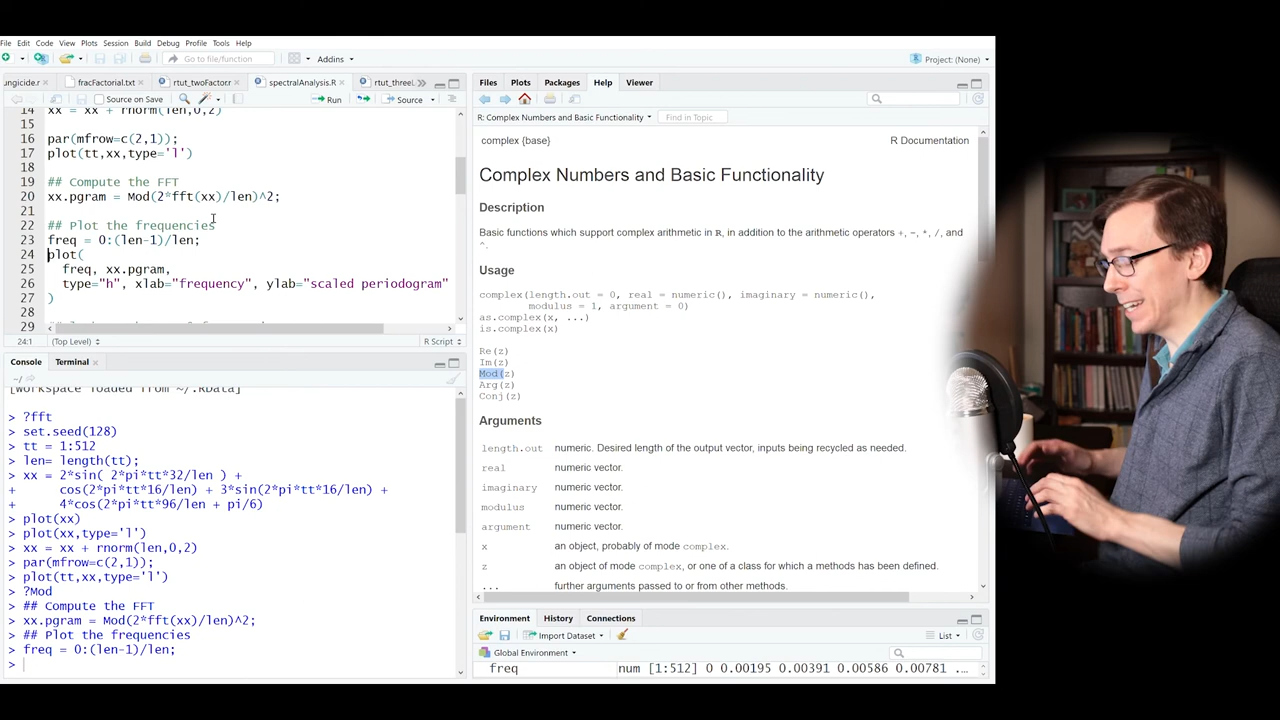 File Edit Code View Plots Session Build Debug Profile Tools Help
Go to file/function Addins Project: (None)
ungicide.r fracFactorial.txt rtut_twoFactor.r spectralAnalysis.R rtut_threeL
Source on Save Run Source
14 xx = xx + rnorm(len,0,2)
15
16 par(mfrow=c(2,1));
17 plot(tt,xx,type='l')
18
19 ## Compute the FFT
20 xx.pgram = Mod(2*fft(xx)/len)^2;
21
22 ## Plot the frequencies
23 freq = 0:(len-1)/len;
24 plot(
25 freq, xx.pgram,
26 type="h", xlab="frequency", ylab="scaled periodogram"
27 )
28
29
24:1 (Top Level) R Script
Console Terminal
~/
[Workspace loaded from ~/.RData]
> ?fft
> set.seed(128)
> tt = 1:512
> len= length(tt);
> xx = 2*sin( 2*pi*tt*32/len ) +
+ cos(2*pi*tt*16/len) + 3*sin(2*pi*tt*16/len) +
+ 4*cos(2*pi*tt*96/len + pi/6)
> plot(xx)
> plot(xx,type='l')
> xx = xx + rnorm(len,0,2)
> par(mfrow=c(2,1));
> plot(tt,xx,type='l')
> ?Mod
> ## Compute the FFT
> xx.pgram = Mod(2*fft(xx)/len)^2;
> ## Plot the frequencies
> freq = 0:(len-1)/len;
>
Files Plots Packages Help Viewer
R: Complex Numbers and Basic Functionality Find in Topic
complex {base} R Documentation
Complex Numbers and Basic Functionality
Description
Basic functions which support complex arithmetic in R, in addition to the arithmetic operators +, -, *, /, and
^.
Usage
complex(length.out = 0, real = numeric(), imaginary = numeric(),
modulus = 1, argument = 0)
as.complex(x, ...)
is.complex(x)
Re(z)
Im(z)
Mod(z)
Arg(z)
Conj(z)
Arguments
length.out numeric. Desired length of the output vector, inputs being recycled as needed.
real numeric vector.
imaginary numeric vector.
modulus numeric vector.
argument numeric vector.
x an object, probably of mode complex.
z an object of mode complex, or one of a class for which a methods has been defined.
... further arguments passed to or from other methods.
Environment History Connections
Import Dataset List
Global Environment
freq num [1:512] 0 0.00195 0.00391 0.00586 0.00781 ...